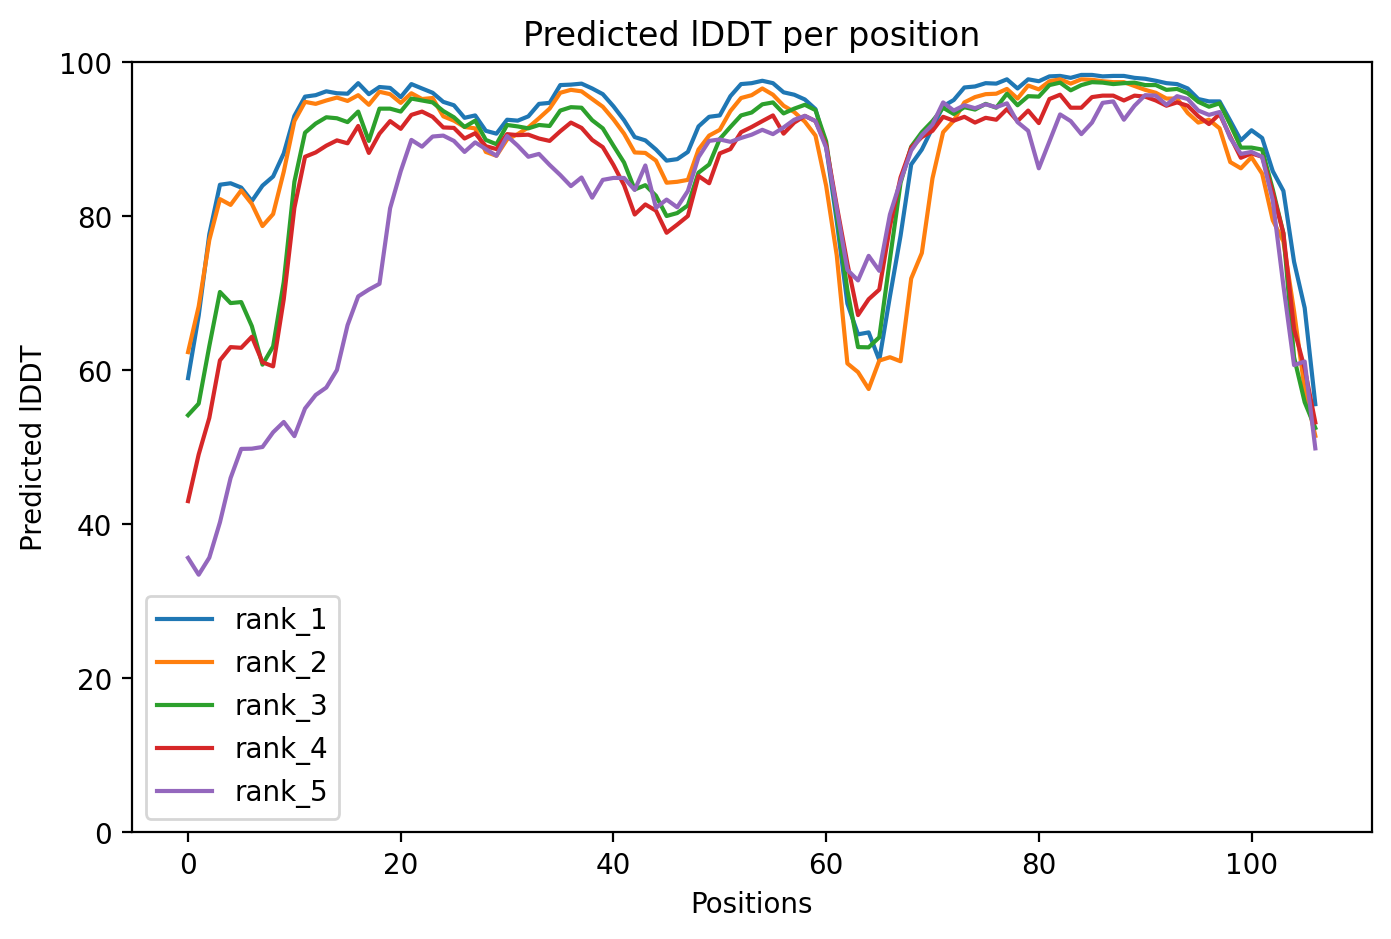 Predicted lDDT per position
100
80
60
40
20
0
Predicted lDDT
rank_1
rank_2
rank_3
rank_4
rank_5
0 20 40 60 80 100
Positions